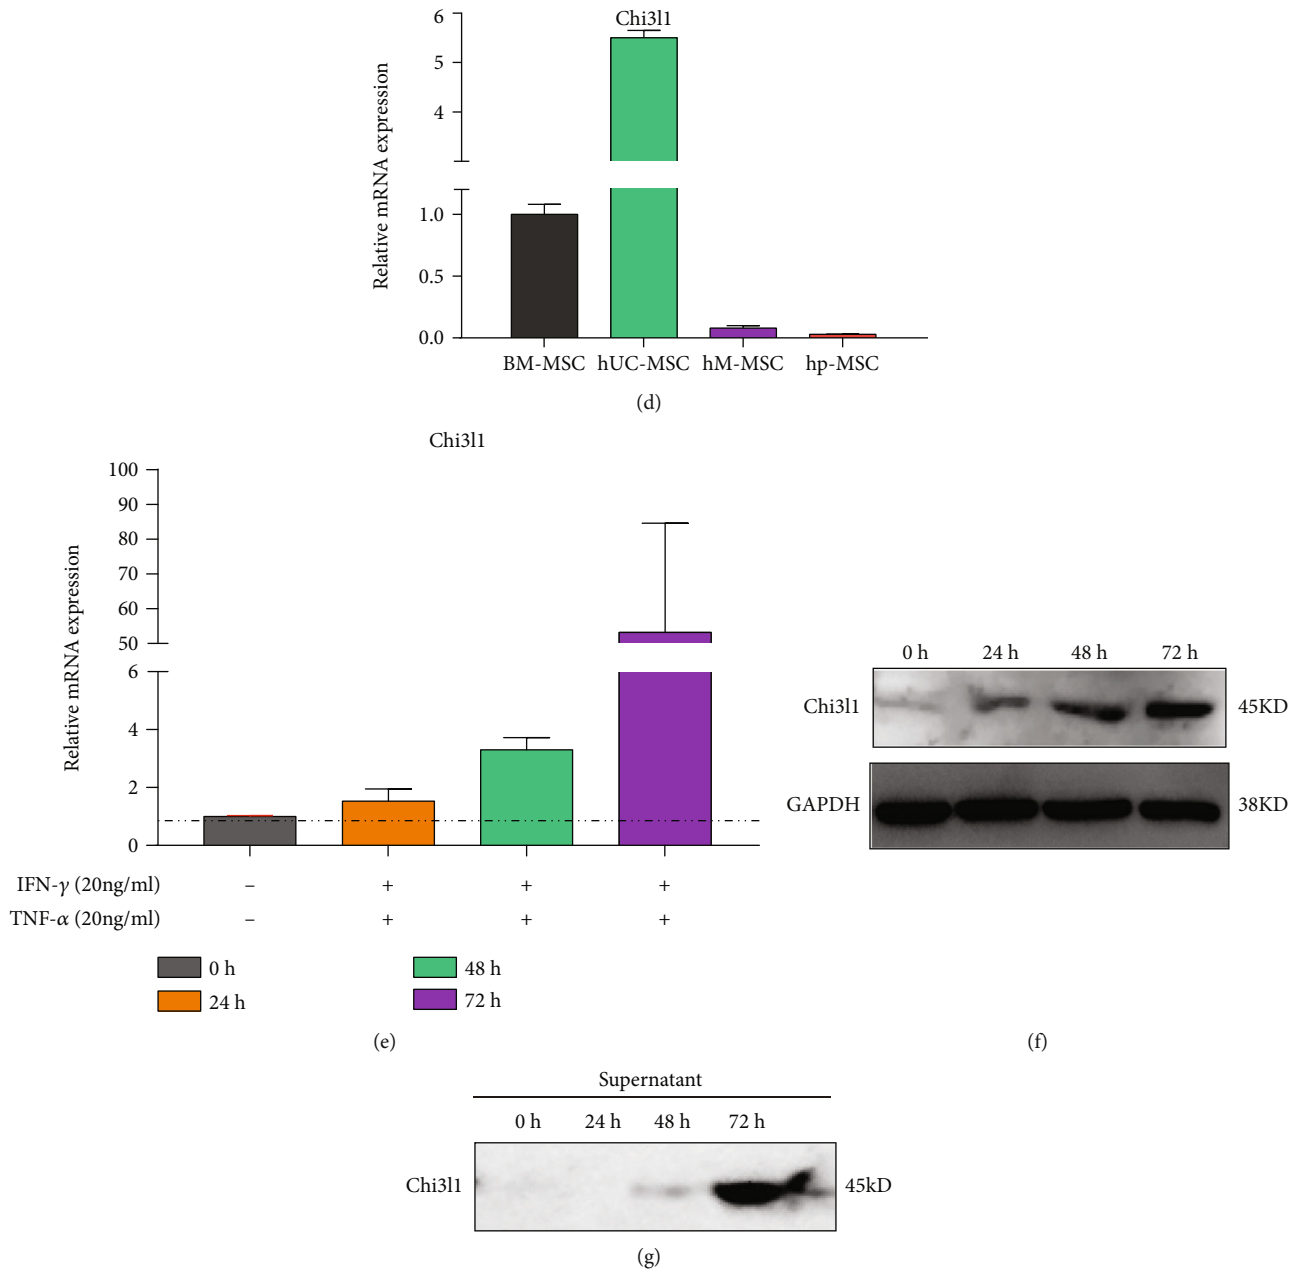 Chi3l1
Relative mRNA expression
6
5
4
1.0
0.5
0.0
BM-MSC hUC-MSC hM-MSC hp-MSC
(d)
Chi3l1
Relative mRNA expression
100
90
80
70
60
50
6
4
2
0
IFN-γ (20ng/ml) – + + +
TNF-α (20ng/ml) – + + +
0 h 48 h
24 h 72 h
(e)
0 h 24 h 48 h 72 h
Chi3l1 45KD
GAPDH 38KD
(f)
Supernatant
0 h 24 h 48 h 72 h
Chi3l1 45kD
(g)